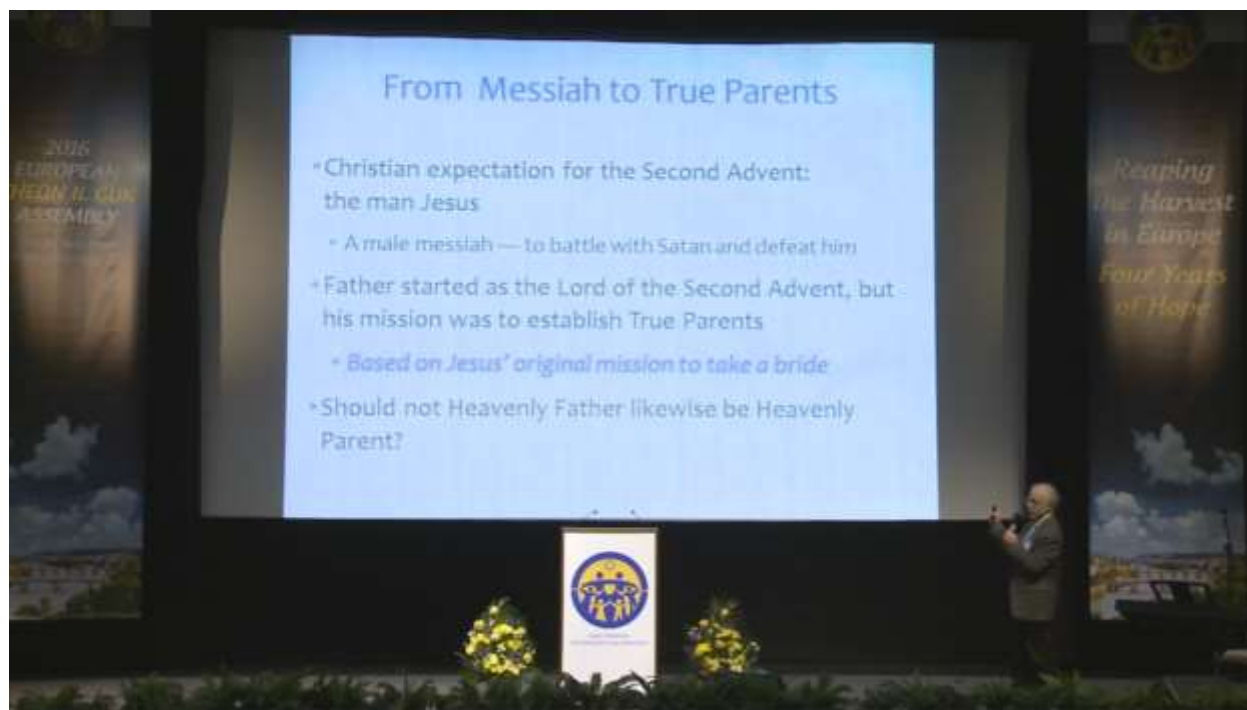 From Messiah to True Parents
Christian expectation for the Second Advent:
the man Jesus
A male messiah — to battle with Satan and defeat him
Father started as the Lord of the Second Advent, but
his mission was to establish True Parents
Based on Jesus' original mission to take a bride
Should not Heavenly Father likewise be Heavenly
Parent?
EUROPEAN
CHEON IL GUK
ASSEMBLY
Reaping
the Harvest
in Europe
Four Years
of Hope